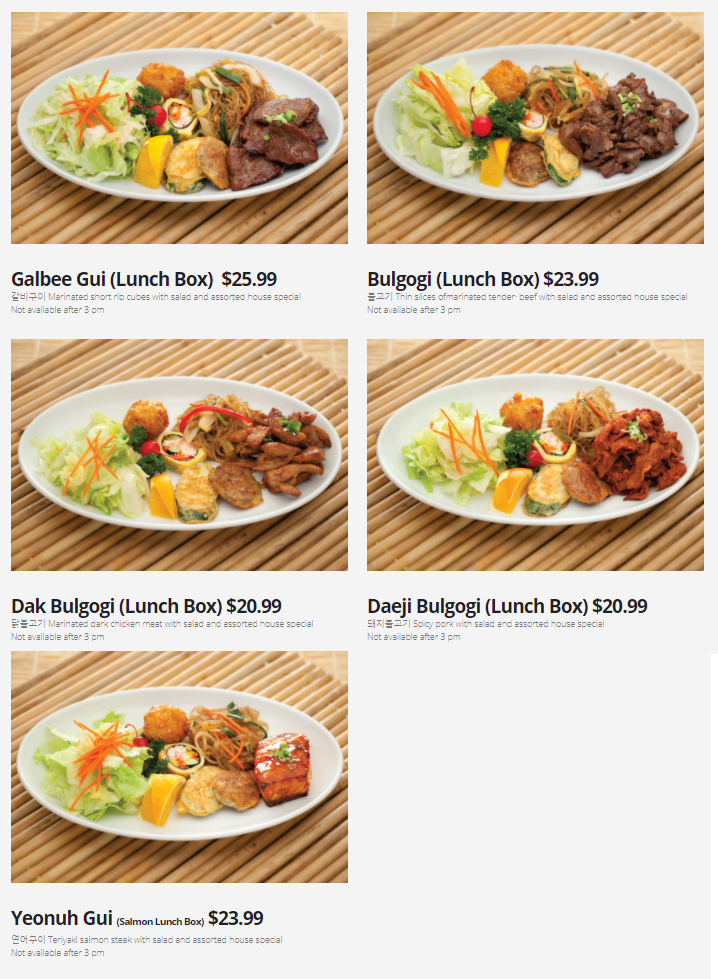 Galbee Gui (Lunch Box) $25.99
갈비구이 Marinated short rib cubes with salad and assorted house special
Not available after 3 pm
Bulgogi (Lunch Box) $23.99
불고기 Thin slices ofmarinated tender beef with salad and assorted house special
Not available after 3 pm
Dak Bulgogi (Lunch Box) $20.99
닭불고기 Marinated dark chicken meat with salad and assorted house special
Not available after 3 pm
Daeji Bulgogi (Lunch Box) $20.99
돼지불고기 Spicy pork with salad and assorted house special
Not available after 3 pm
Yeonuh Gui (Salmon Lunch Box) $23.99
연어구이 Teriyaki salmon steak with salad and assorted house special
Not available after 3 pm